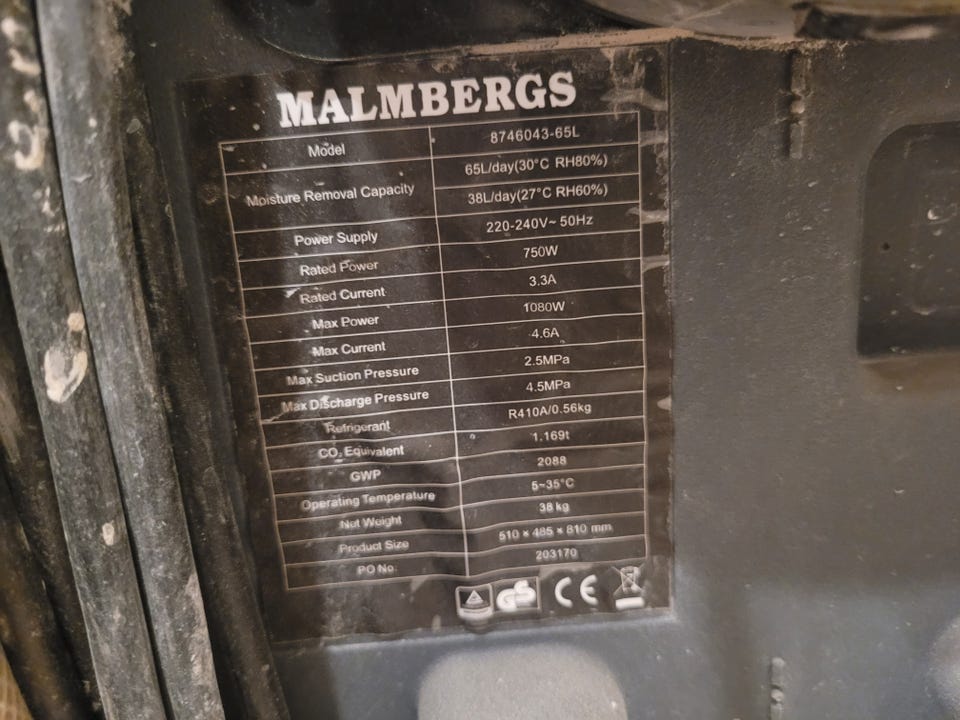 MALMBERGS
Model 8746043-65L
Moisture Removal Capacity 65L/day(30°C RH80%)
38L/day(27°C RH60%)
Power Supply 220-240V~ 50Hz
Rated Power 750W
Rated Current 3.3A
Max Power 1080W
Max Current 4.6A
Max Suction Pressure 2.5MPa
Max Discharge Pressure 4.5MPa
Refrigerant R410A/0.56kg
CO₂ Equivalent 1.169t
GWP 2088
Operating Temperature 5~35°C
Net Weight 38 kg
Product Size 510 × 485 × 810 mm
PO No. 203170
GS CE